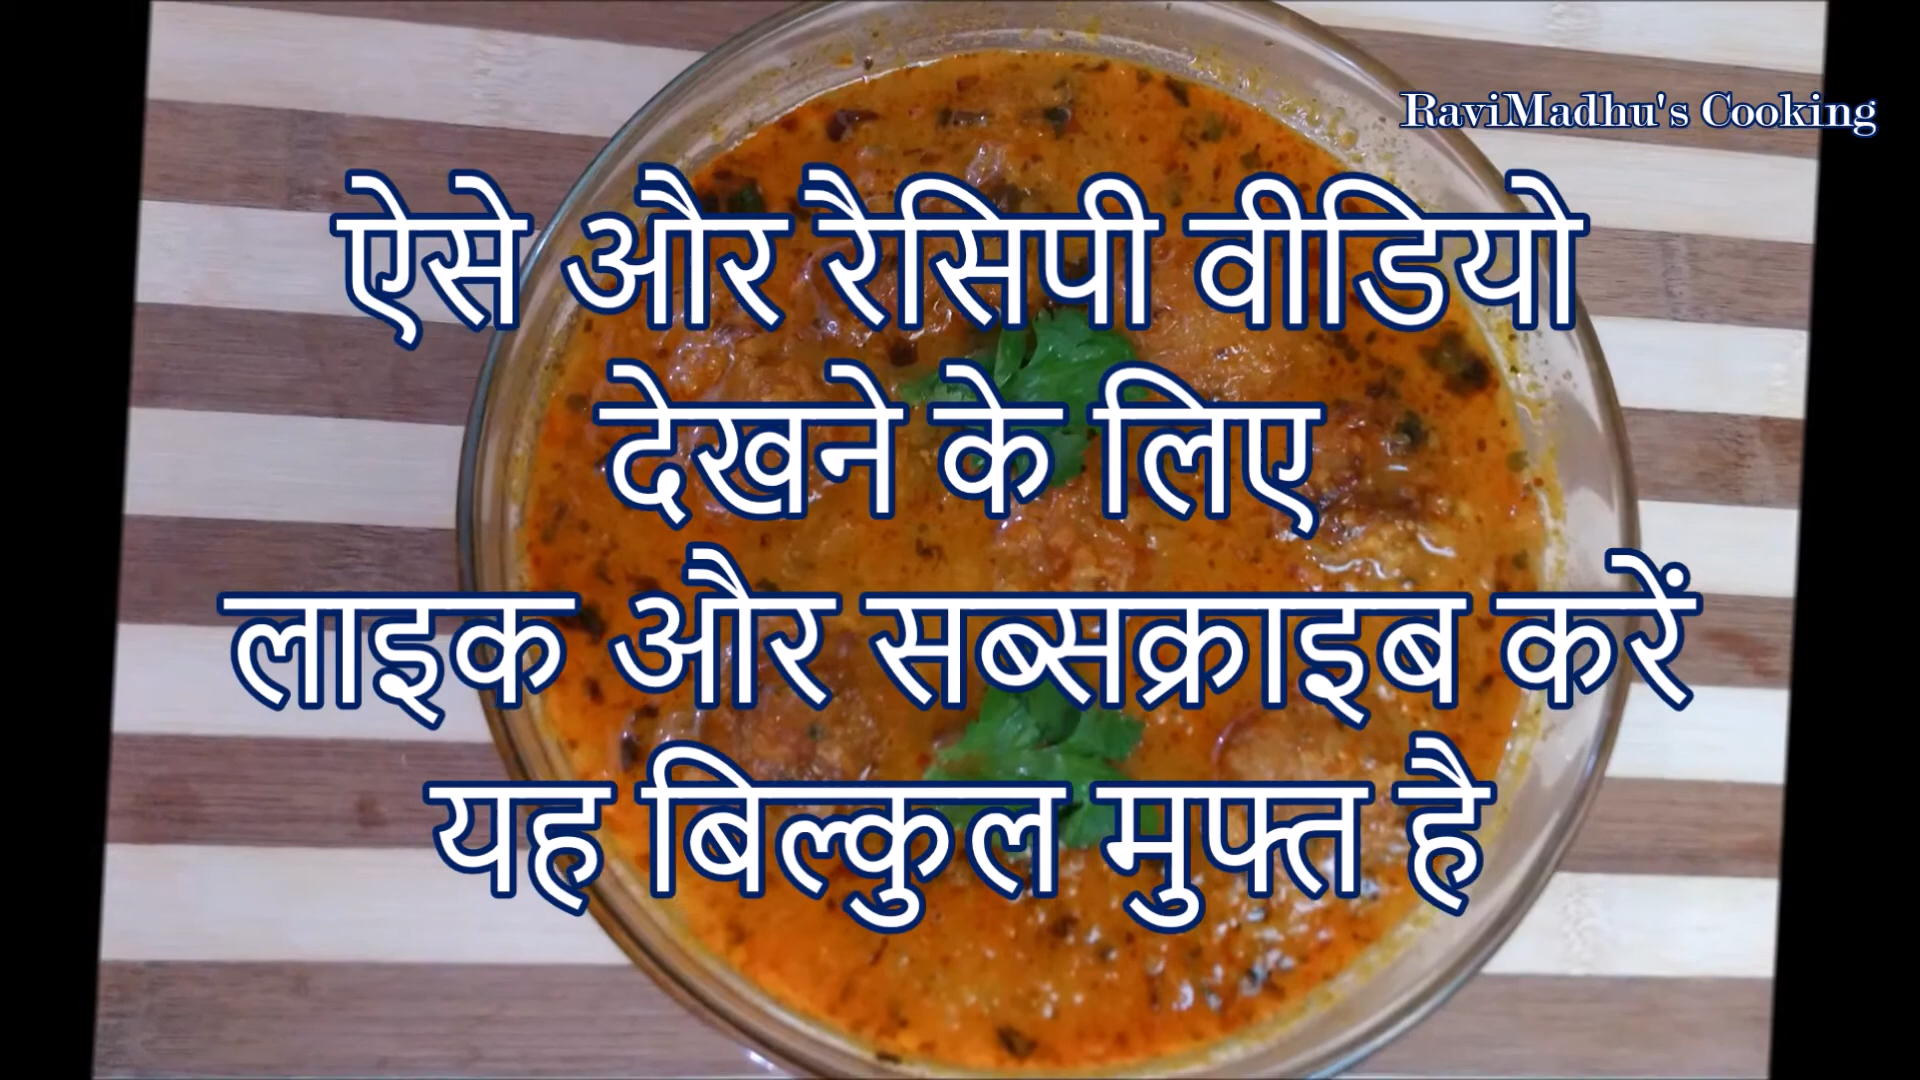 RaviMadhu's Cooking
ऐसे और रैसिपी वीडियो
देखने के लिए
लाइक और सब्सक्राइब करें
यह बिल्कुल मुफ्त है